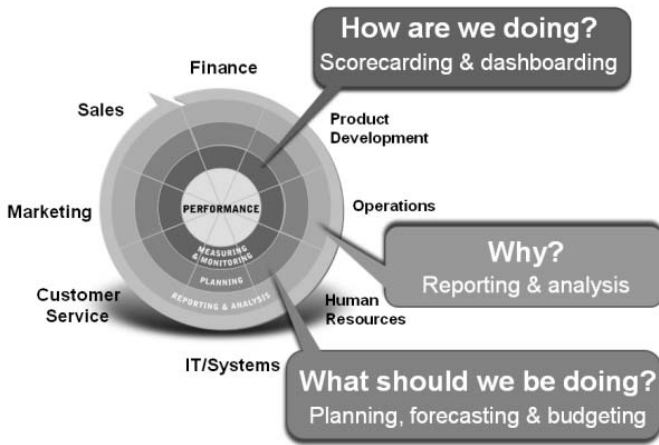 How are we doing?
Scorecarding & dashboarding
Finance
Sales
Product
Development
Marketing
PERFORMANCE
Operations
MEASURING
& MONITORING
PLANNING
REPORTING & ANALYSIS
Why?
Reporting & analysis
Customer
Service
Human
Resources
IT/Systems
What should we be doing?
Planning, forecasting & budgeting